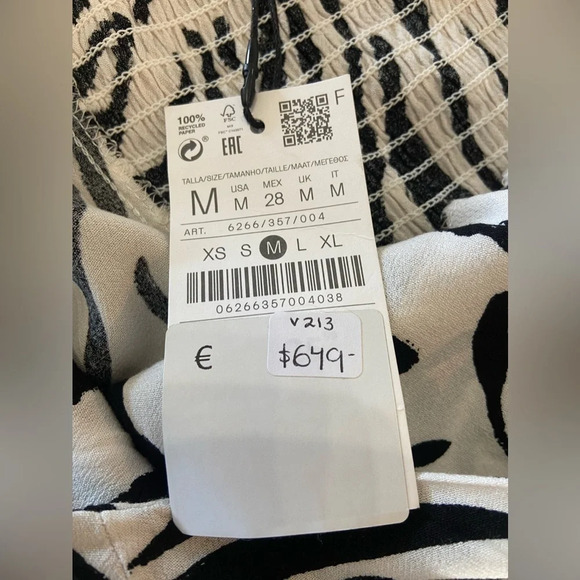 100%
RECYCLED
PAPER
FSC
F
EAC
TALLA/SIZE/TAMANHO/TAILLE/MAAT/ΜΕΓΕΘΟΣ
M USA M MEX 28 UK M IT M
ART. 6266/357/004
XS S M L XL
06266357004038
V213
€ $649-